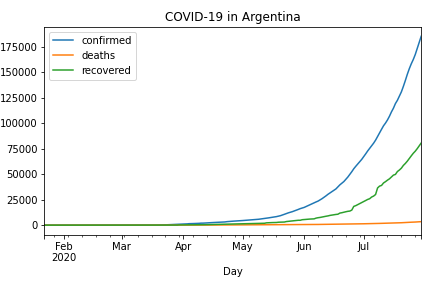 COVID-19 in Argentina
confirmed
deaths
recovered
175000
150000
125000
100000
75000
50000
25000
0
Feb Mar Apr May Jun Jul
2020
Day